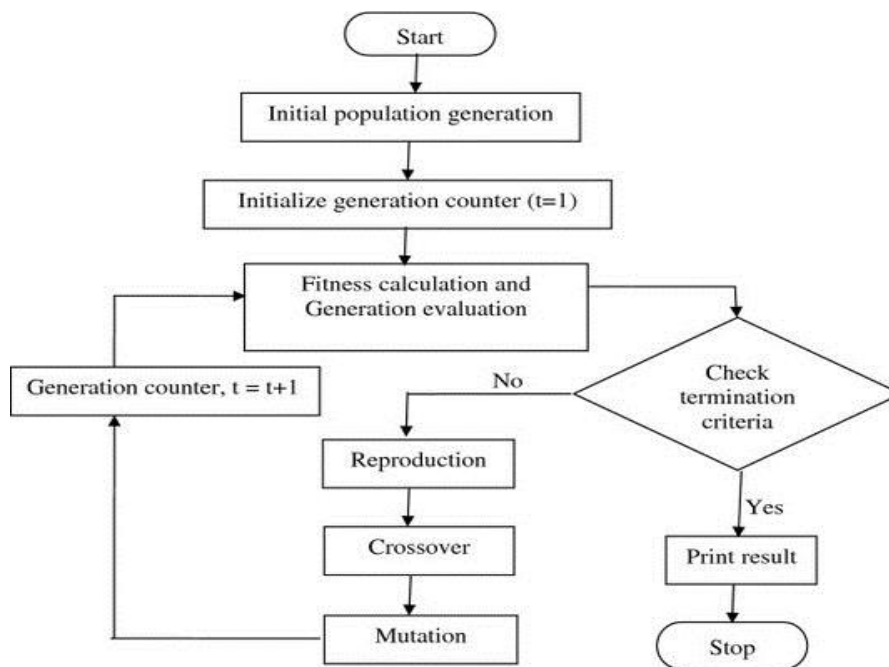 Start
Initial population generation
Initialize generation counter (t=1)
Fitness calculation and
Generation evaluation
Generation counter, t = t+1
No
Check
termination
criteria
Reproduction
Yes
Crossover
Print result
Mutation
Stop